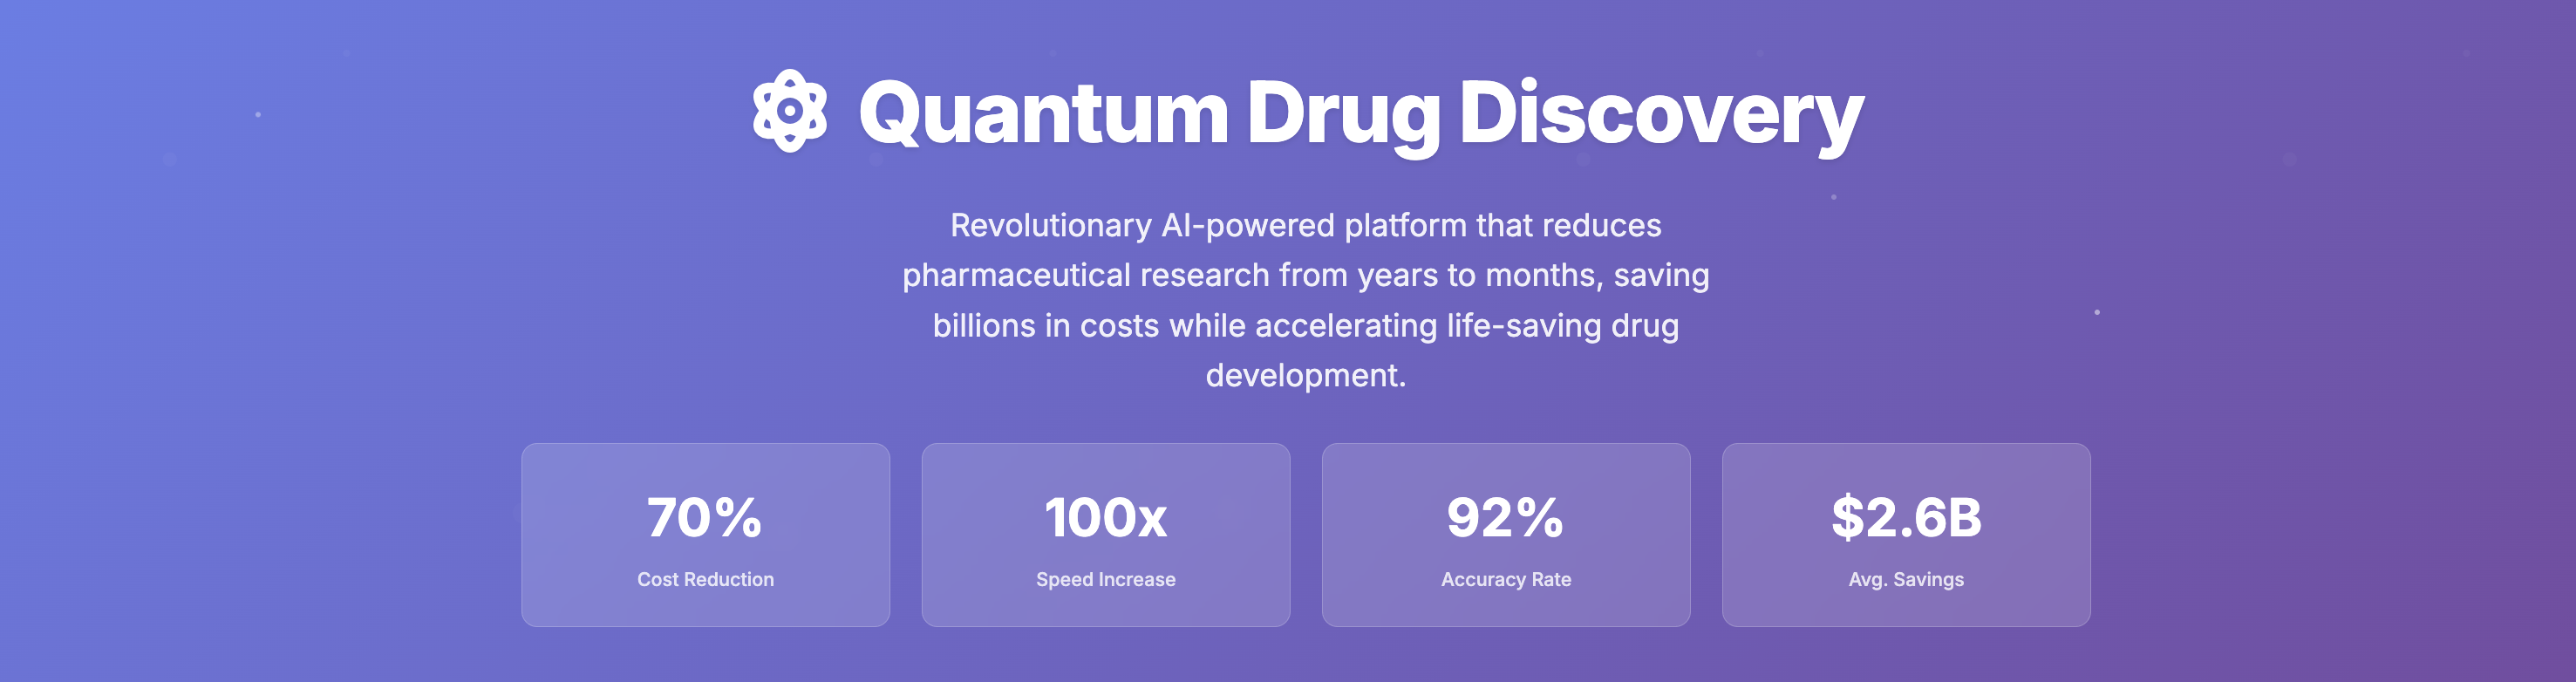 Quantum Drug Discovery
Revolutionary AI-powered platform that reduces
pharmaceutical research from years to months, saving
billions in costs while accelerating life-saving drug
development.
70%
Cost Reduction
100x
Speed Increase
92%
Accuracy Rate
$2.6B
Avg. Savings